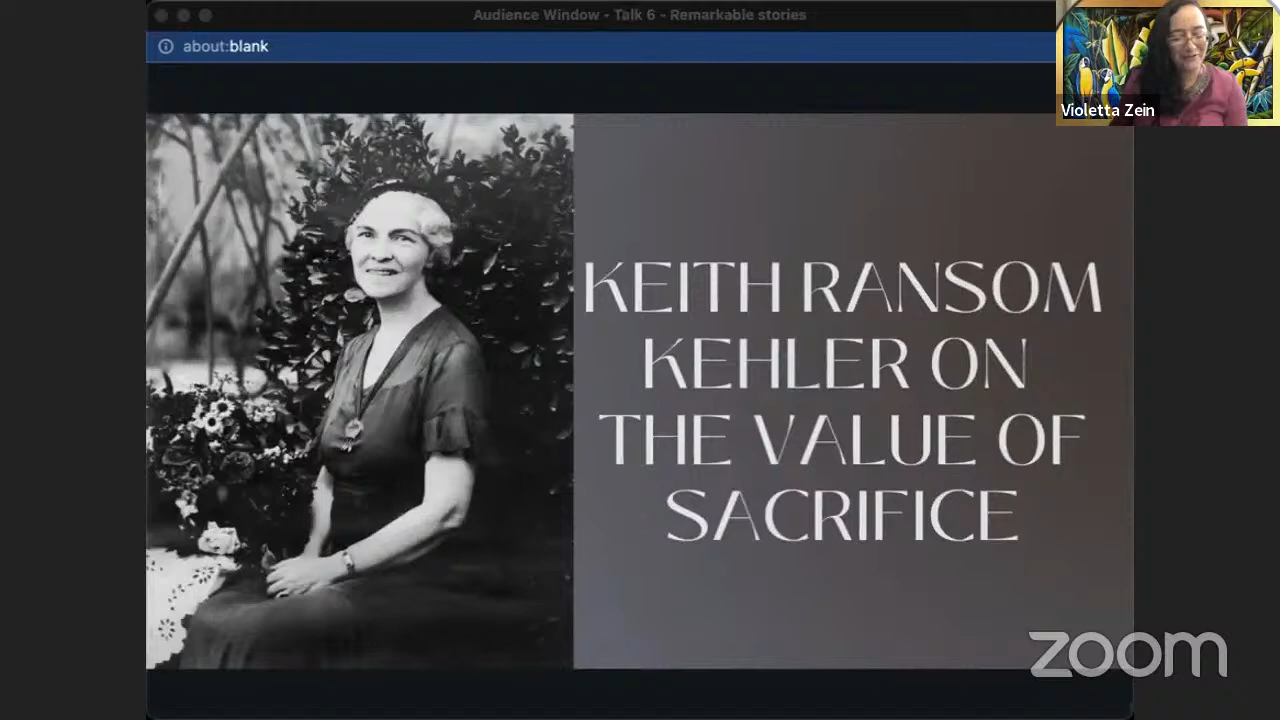 Audience Window - Talk 6 - Remarkable stories
about:blank
Violetta Zein
KEITH RANSOM
KEHLER ON
THE VALUE OF
SACRIFICE
zoom